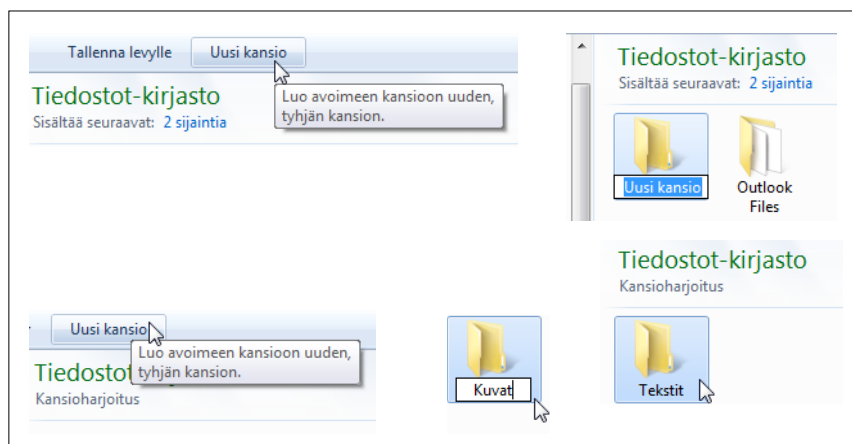 Tallenna levylle Uusi kansio
Tiedostot-kirjasto
Sisältää seuraavat: 2 sijaintia
Luo avoimeen kansioon uuden,
tyhjän kansion.
Tiedostot-kirjasto
Sisältää seuraavat: 2 sijaintia
Uusi kansio
Outlook
Files
Uusi kansio
Luo avoimeen kansioon uuden,
tyhjän kansion.
Tiedostot
Kansioharjoitus
Kuvat
Tiedostot-kirjasto
Kansioharjoitus
Tekstit